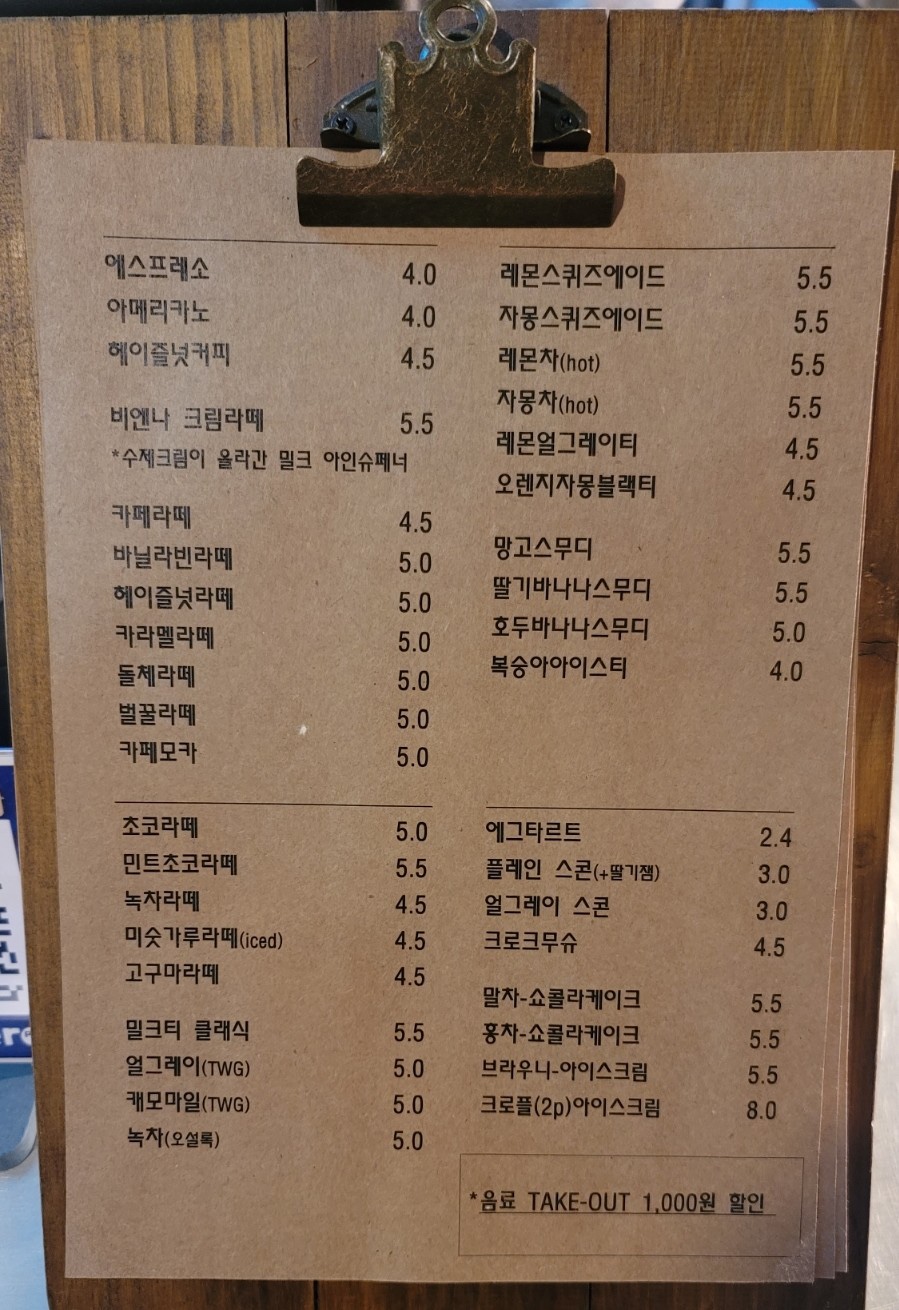 에스프레소 4.0
아메리카노 4.0
헤이즐넛커피 4.5
비엔나 크림라떼 5.5
*수제크림이 올라간 밀크 아인슈페너
카페라떼 4.5
바닐라빈라떼 5.0
헤이즐넛라떼 5.0
카라멜라떼 5.0
돌체라떼 5.0
벌꿀라떼 5.0
카페모카 5.0
초코라떼 5.0
민트초코라떼 5.5
녹차라떼 4.5
미숫가루라떼(iced) 4.5
고구마라떼 4.5
밀크티 클래식 5.5
얼그레이(TWG) 5.0
캐모마일(TWG) 5.0
녹차(오설록) 5.0
레몬스퀴즈에이드 5.5
자몽스퀴즈에이드 5.5
레몬차(hot) 5.5
자몽차(hot) 5.5
레몬얼그레이티 4.5
오렌지자몽블랙티 4.5
망고스무디 5.5
딸기바나나스무디 5.5
호두바나나스무디 5.0
복숭아아이스티 4.0
에그타르트 2.4
플레인 스콘(+딸기잼) 3.0
얼그레이 스콘 3.0
크로크무슈 4.5
말차-쇼콜라케이크 5.5
홍차-쇼콜라케이크 5.5
브라우니-아이스크림 5.5
크로플(2p)아이스크림 8.0
*음료 TAKE-OUT 1,000원 할인